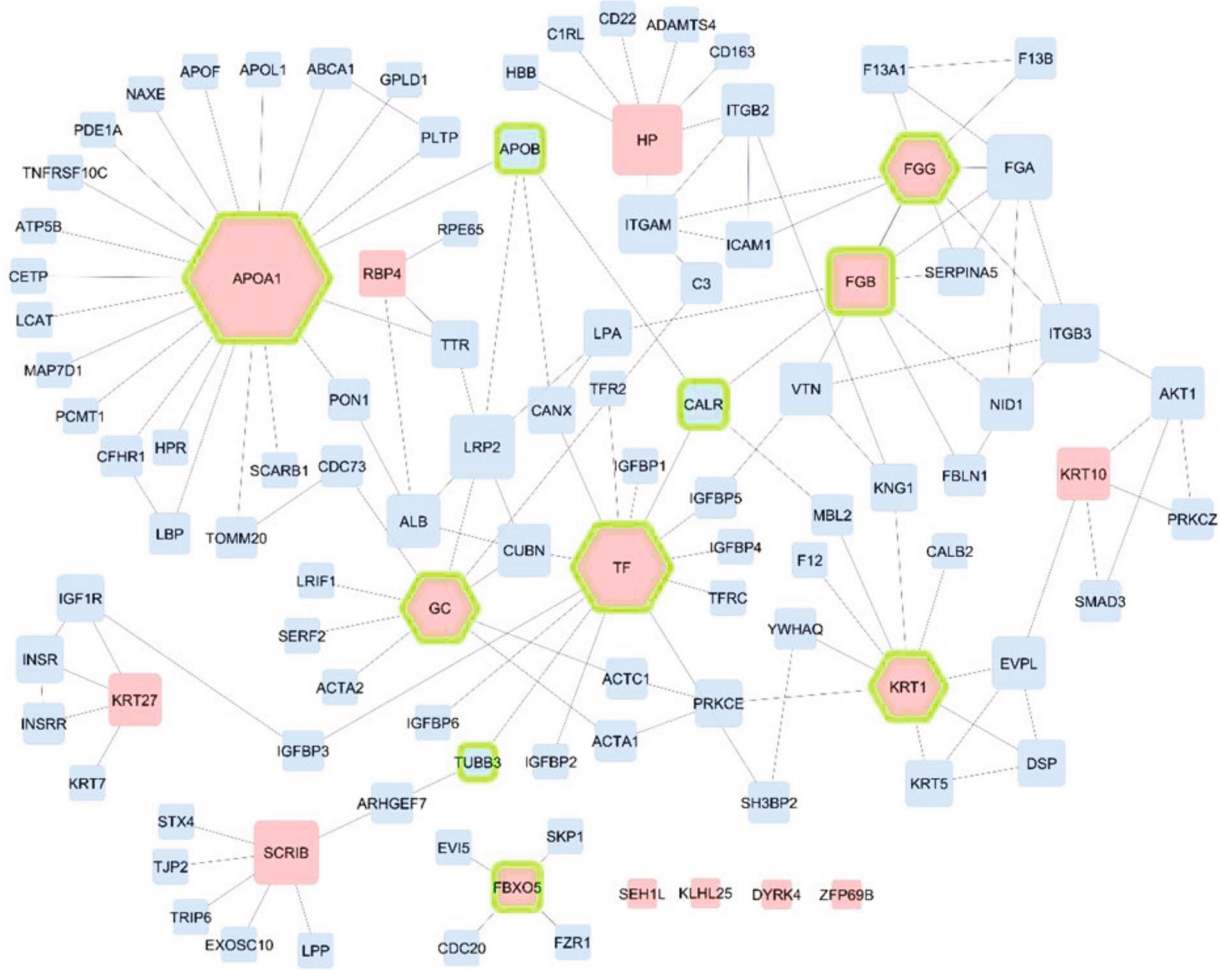 CD22
ADAMTS4
C1RL
CD163
HBB
F13A1
F13B
APOF
APOL1
ABCA1
GPLD1
NAXE
ITGB2
PDE1A
PLTP
APOB
HP
FGG
FGA
TNFRSF10C
ATP5B
RPE65
ITGAM
ICAM1
CETP
APOA1
RBP4
C3
FGB
SERPINA5
LCAT
LPA
ITGB3
TTR
MAP7D1
PON1
TFR2
VTN
AKT1
PCMT1
CANX
CALR
NID1
CFHR1
HPR
LRP2
SCARB1
CDC73
IGFBP1
FBLN1
KRT10
KNG1
IGFBP5
LBP
TOMM20
ALB
MBL2
PRKCZ
CUBN
IGFBP4
F12
CALB2
TF
LRIF1
TFRC
IGF1R
GC
SMAD3
SERF2
YWHAQ
INSR
EVPL
ACTA2
ACTC1
KRT1
KRT27
PRKCE
INSRR
IGFBP6
ACTA1
IGFBP3
TUBB3
IGFBP2
DSP
KRT7
KRT5
ARHGEF7
SH3BP2
STX4
SKP1
EVI5
SCRIB
TJP2
FBXO5
SEH1L
KLHL25
DYRK4
ZFP69B
TRIP6
EXOSC10
LPP
CDC20
FZR1